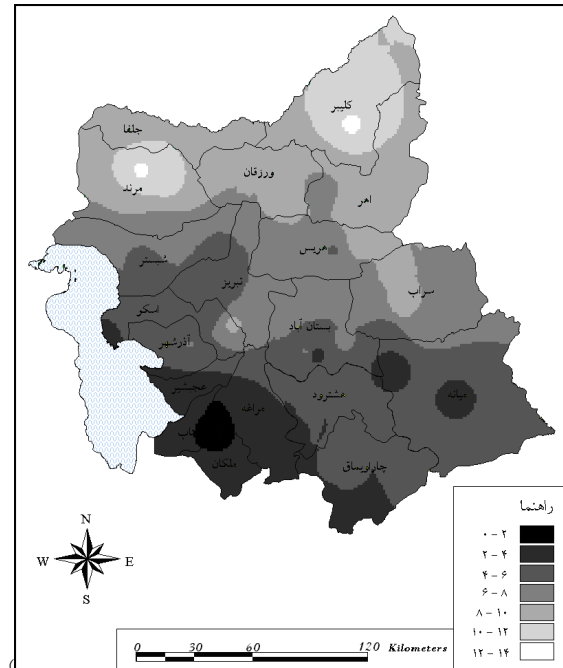 کلیبر
جلفا
ورزقان
مرند
اهر
هریس
شبستر
تبریز
سراب
اسکو
بستان آباد
آذرشهر
عجبشیر
هشترود
میانه
مراغه
ملکان
چاراویماق
N
W E
S
راهنما
۰ - ۲
۲ - ۴
۴ - ۶
۶ - ۸
۸ - ۱۰
۱۰ - ۱۲
۱۲ - ۱۴
0 30 60 120 Kilometers